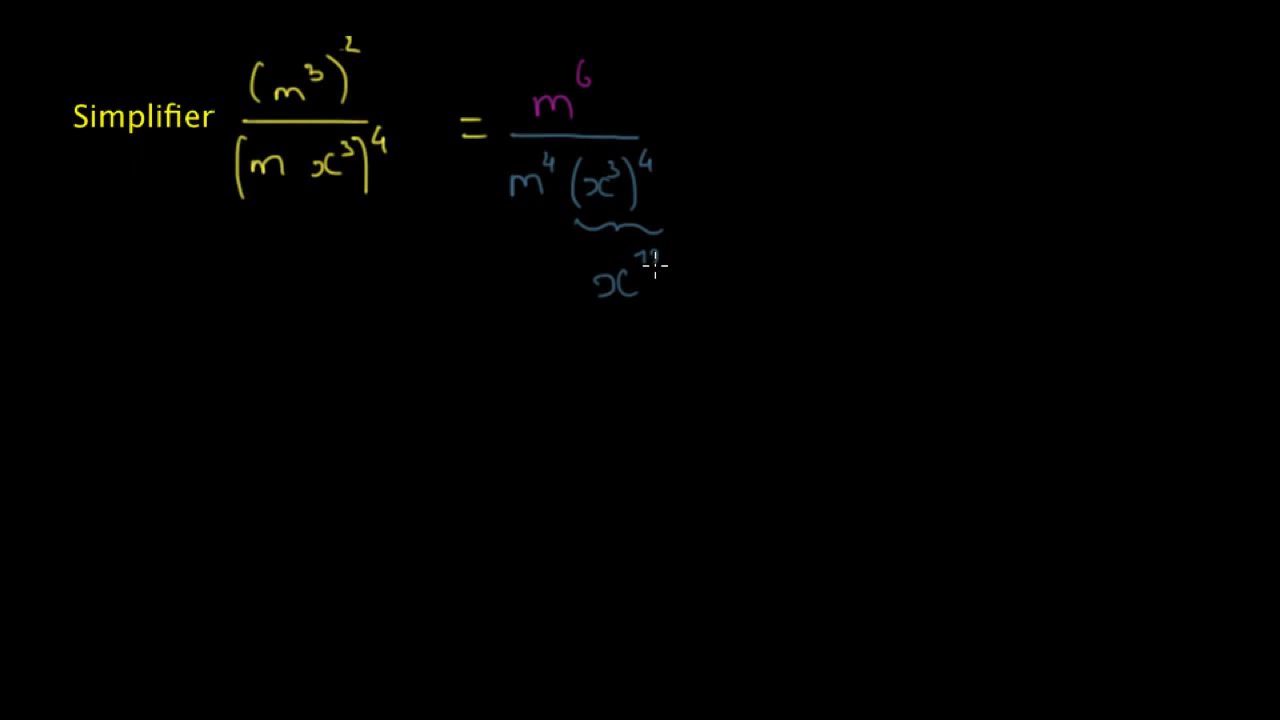 Simplifier (m³)² / (m x³)⁴ = m⁶ / m⁴ (x³)⁴
x¹²